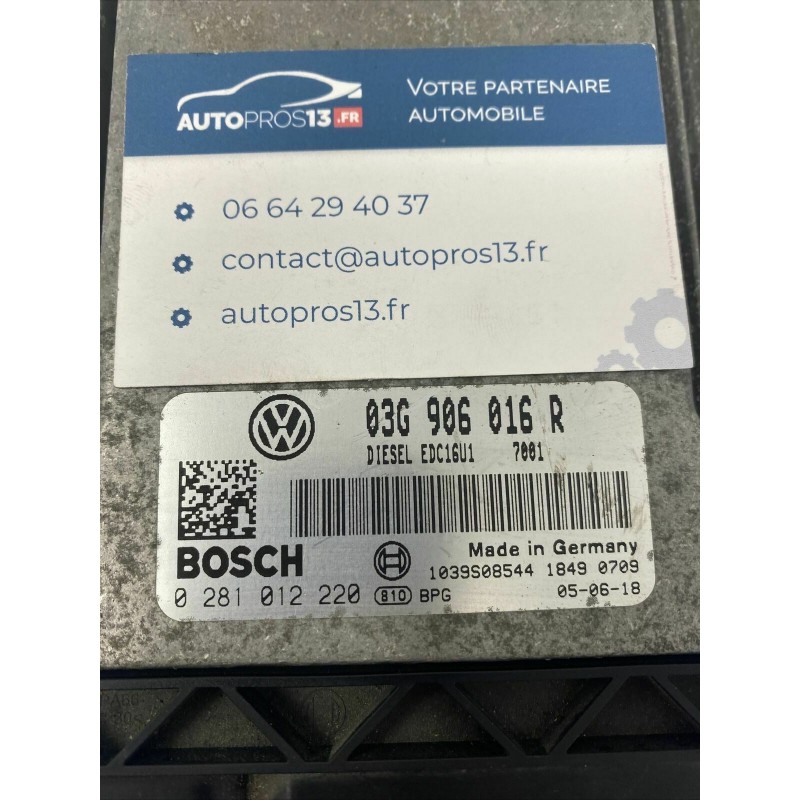 AUTOPROS13.FR
VOTRE PARTENAIRE
AUTOMOBILE
06 64 29 40 37
contact@autopros13.fr
autopros13.fr
03G 906 016 R
DIESEL EDC16U1 7001
BOSCH
Made in Germany
1039S08544 1849 0709
0 281 012 220 810 BPG 05-06-18